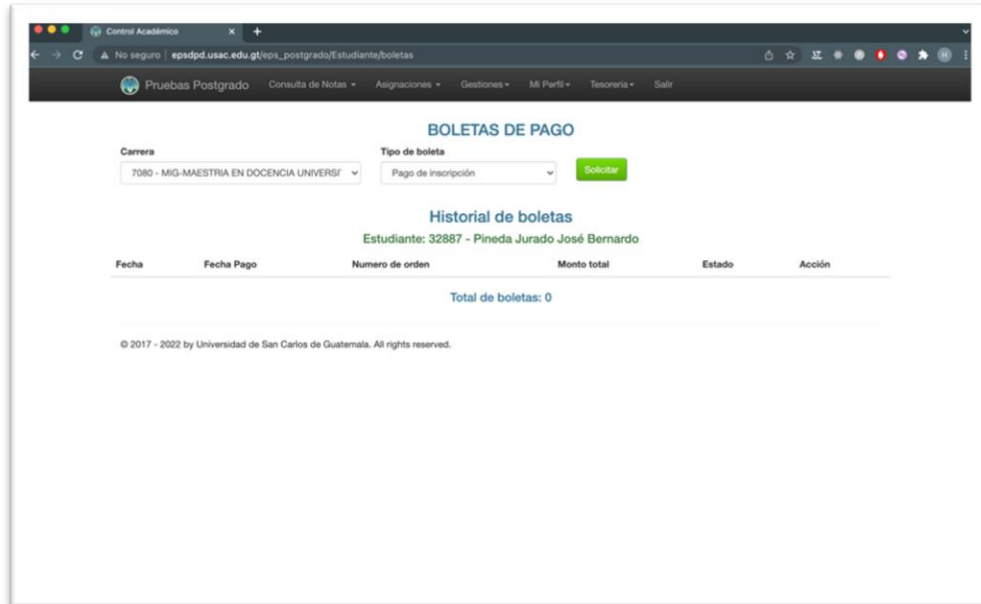 Control Académico
No seguro | epsdpd.usac.edu.gt/eps_postgrado/Estudiante/boletas
Pruebas Postgrado Consulta de Notas Asignaciones Gestiones Mi Perfil Tesoreria Salir
BOLETAS DE PAGO
Carrera Tipo de boleta
7080 - MIG-MAESTRIA EN DOCENCIA UNIVERSI Pago de inscripción Solicitar
Historial de boletas
Estudiante: 32887 - Pineda Jurado José Bernardo
Fecha Fecha Pago Numero de orden Monto total Estado Acción
Total de boletas: 0
© 2017 - 2022 by Universidad de San Carlos de Guatemala. All rights reserved.